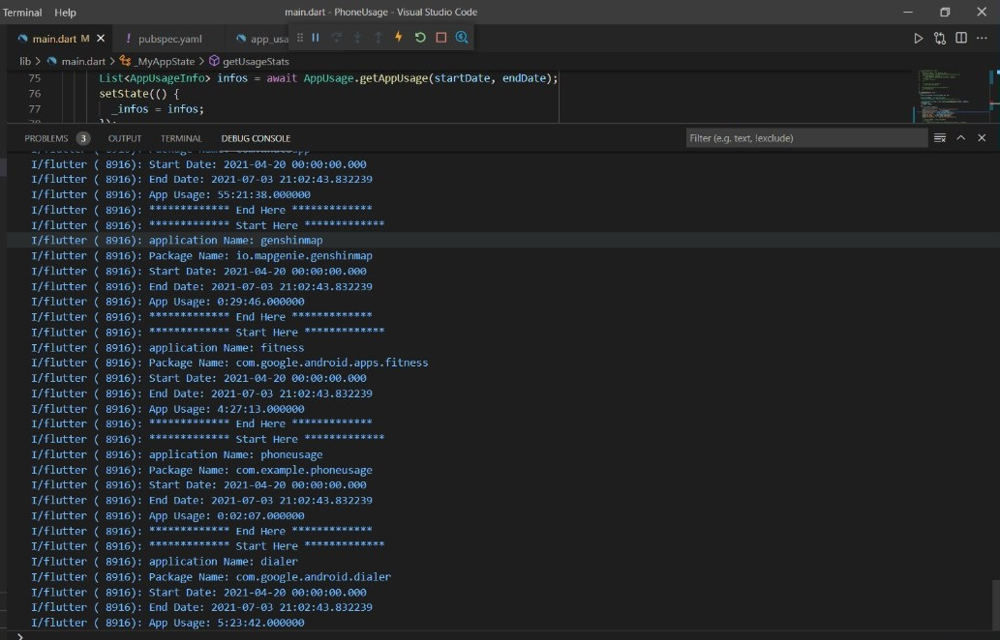 Terminal Help main.dart - PhoneUsage - Visual Studio Code
main.dart M pubspec.yaml app_usa
lib > main.dart > _MyAppState > getUsageStats
75 List<AppUsageInfo> infos = await AppUsage.getAppUsage(startDate, endDate);
76 setState(() {
77 _infos = infos;
PROBLEMS 3 OUTPUT TERMINAL DEBUG CONSOLE Filter (e.g. text, !exclude)
I/flutter ( 8916): Start Date: 2021-04-20 00:00:00.000
I/flutter ( 8916): End Date: 2021-07-03 21:02:43.832239
I/flutter ( 8916): App Usage: 55:21:38.000000
I/flutter ( 8916): ************* End Here *************
I/flutter ( 8916): ************* Start Here *************
I/flutter ( 8916): application Name: genshinmap
I/flutter ( 8916): Package Name: io.mapgenie.genshinmap
I/flutter ( 8916): Start Date: 2021-04-20 00:00:00.000
I/flutter ( 8916): End Date: 2021-07-03 21:02:43.832239
I/flutter ( 8916): App Usage: 0:29:46.000000
I/flutter ( 8916): ************* End Here *************
I/flutter ( 8916): ************* Start Here *************
I/flutter ( 8916): application Name: fitness
I/flutter ( 8916): Package Name: com.google.android.apps.fitness
I/flutter ( 8916): Start Date: 2021-04-20 00:00:00.000
I/flutter ( 8916): End Date: 2021-07-03 21:02:43.832239
I/flutter ( 8916): App Usage: 4:27:13.000000
I/flutter ( 8916): ************* End Here *************
I/flutter ( 8916): ************* Start Here *************
I/flutter ( 8916): application Name: phoneusage
I/flutter ( 8916): Package Name: com.example.phoneusage
I/flutter ( 8916): Start Date: 2021-04-20 00:00:00.000
I/flutter ( 8916): End Date: 2021-07-03 21:02:43.832239
I/flutter ( 8916): App Usage: 0:02:07.000000
I/flutter ( 8916): ************* End Here *************
I/flutter ( 8916): ************* Start Here *************
I/flutter ( 8916): application Name: dialer
I/flutter ( 8916): Package Name: com.google.android.dialer
I/flutter ( 8916): Start Date: 2021-04-20 00:00:00.000
I/flutter ( 8916): End Date: 2021-07-03 21:02:43.832239
I/flutter ( 8916): App Usage: 5:23:42.000000